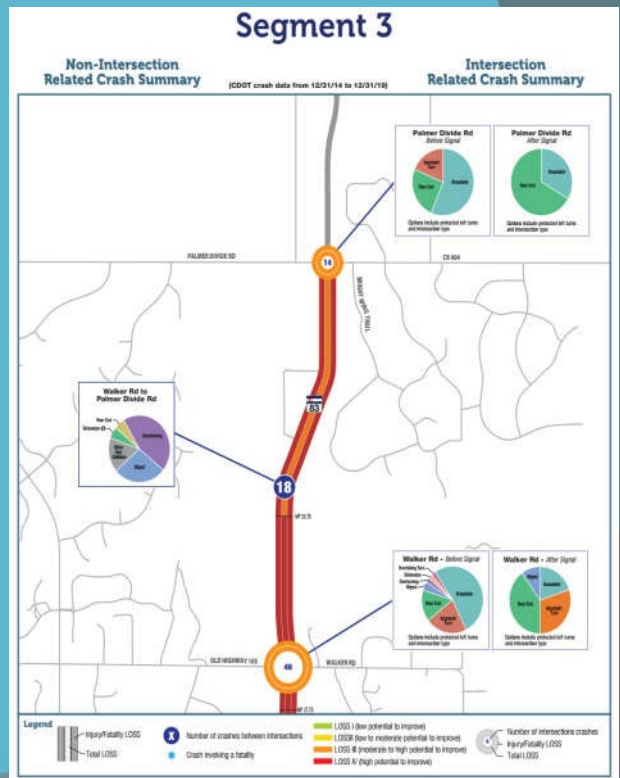 Segment 3
Non-Intersection
Related Crash Summary
(CDOT crash data from 12/31/14 to 12/31/19)
Intersection
Related Crash Summary
Palmer Divide Rd
Before Signal
Rear End
Broadside
Options include protected left turns
and intersection type
Palmer Divide Rd
After Signal
Broadside
Rear End
Options include protected left turns
and intersection type
PALMER DIVIDE RD
14
CR 404
83
Walker Rd to
Palmer Divide Rd
Rear End
Overtaking
18
Walker Rd - Before Signal
Overtaking Turn
Sideswipe
Overturning
Broadside
Rear End
Approach
Turn
Options include protected left turns
and intersection type
Walker Rd - After Signal
Broadside
Rear End
Approach
Turn
Options include protected left turns
and intersection type
WALKER RD
Legend
Injury/Fatality LOSS
Total LOSS
X
Number of crashes between intersections
Crash involving a fatality
LOSS I (low potential to improve)
LOSS II (low to moderate potential to improve)
LOSS III (moderate to high potential to improve)
LOSS IV (high potential to improve)
Number of intersections crashes
Injury/Fatality LOSS
Total LOSS